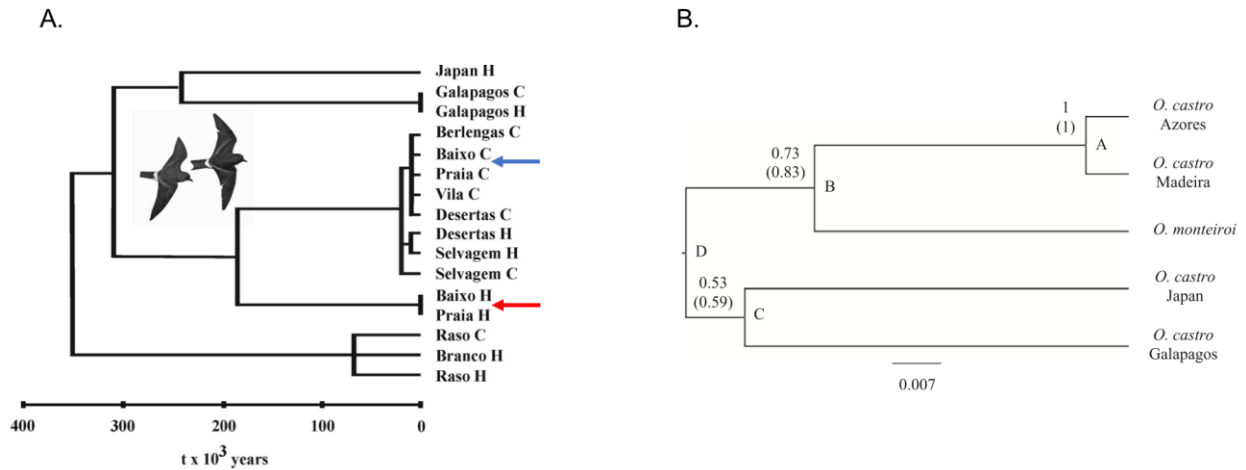 A.
Japan H
Galapagos C
Galapagos H
Berlengas C
Baixo C
Praia C
Vila C
Desertas C
Desertas H
Selvagem H
Selvagem C
Baixo H
Praia H
Raso C
Branco H
Raso H
400 300 200 100 0
t x 10³ years
B.
1
(1)
A
O. castro
Azores
O. castro
Madeira
0.73
(0.83)
B
O. monteiroi
D
0.53
(0.59)
C
O. castro
Japan
O. castro
Galapagos
0.007